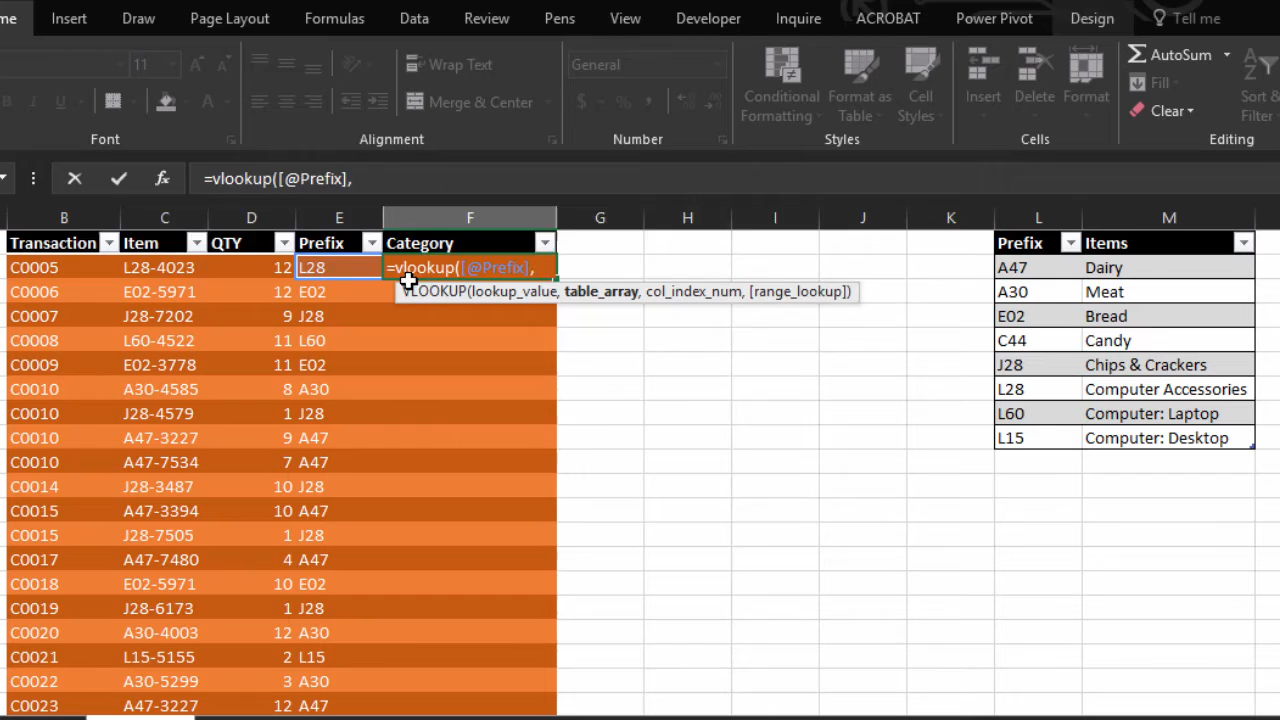 me Insert Draw Page Layout Formulas Data Review Pens View Developer Inquire ACROBAT Power Pivot Design Tell me
11 A A Wrap Text General AutoSum
Fill
B I U A Merge & Center $ % Conditional Formatting Format as Table Cell Styles Insert Delete Format Clear Sort & Filter
Font Alignment Number Styles Cells Editing
fx =vlookup([@Prefix],
B C D E F G H I J K L M
Transaction Item QTY Prefix Category Prefix Items
C0005 L28-4023 12 L28 =vlookup([@Prefix], A47 Dairy
VLOOKUP(lookup_value, table_array, col_index_num, [range_lookup])
C0006 E02-5971 12 E02 A30 Meat
C0007 J28-7202 9 J28 E02 Bread
C0008 L60-4522 11 L60 C44 Candy
C0009 E02-3778 11 E02 J28 Chips & Crackers
C0010 A30-4585 8 A30 L28 Computer Accessories
C0010 J28-4579 1 J28 L60 Computer: Laptop
C0010 A47-3227 9 A47 L15 Computer: Desktop
C0010 A47-7534 7 A47
C0014 J28-3487 10 J28
C0015 A47-3394 10 A47
C0015 J28-7505 1 J28
C0017 A47-7480 4 A47
C0018 E02-5971 10 E02
C0019 J28-6173 1 J28
C0020 A30-4003 12 A30
C0021 L15-5155 2 L15
C0022 A30-5299 3 A30
C0023 A47-3227 12 A47